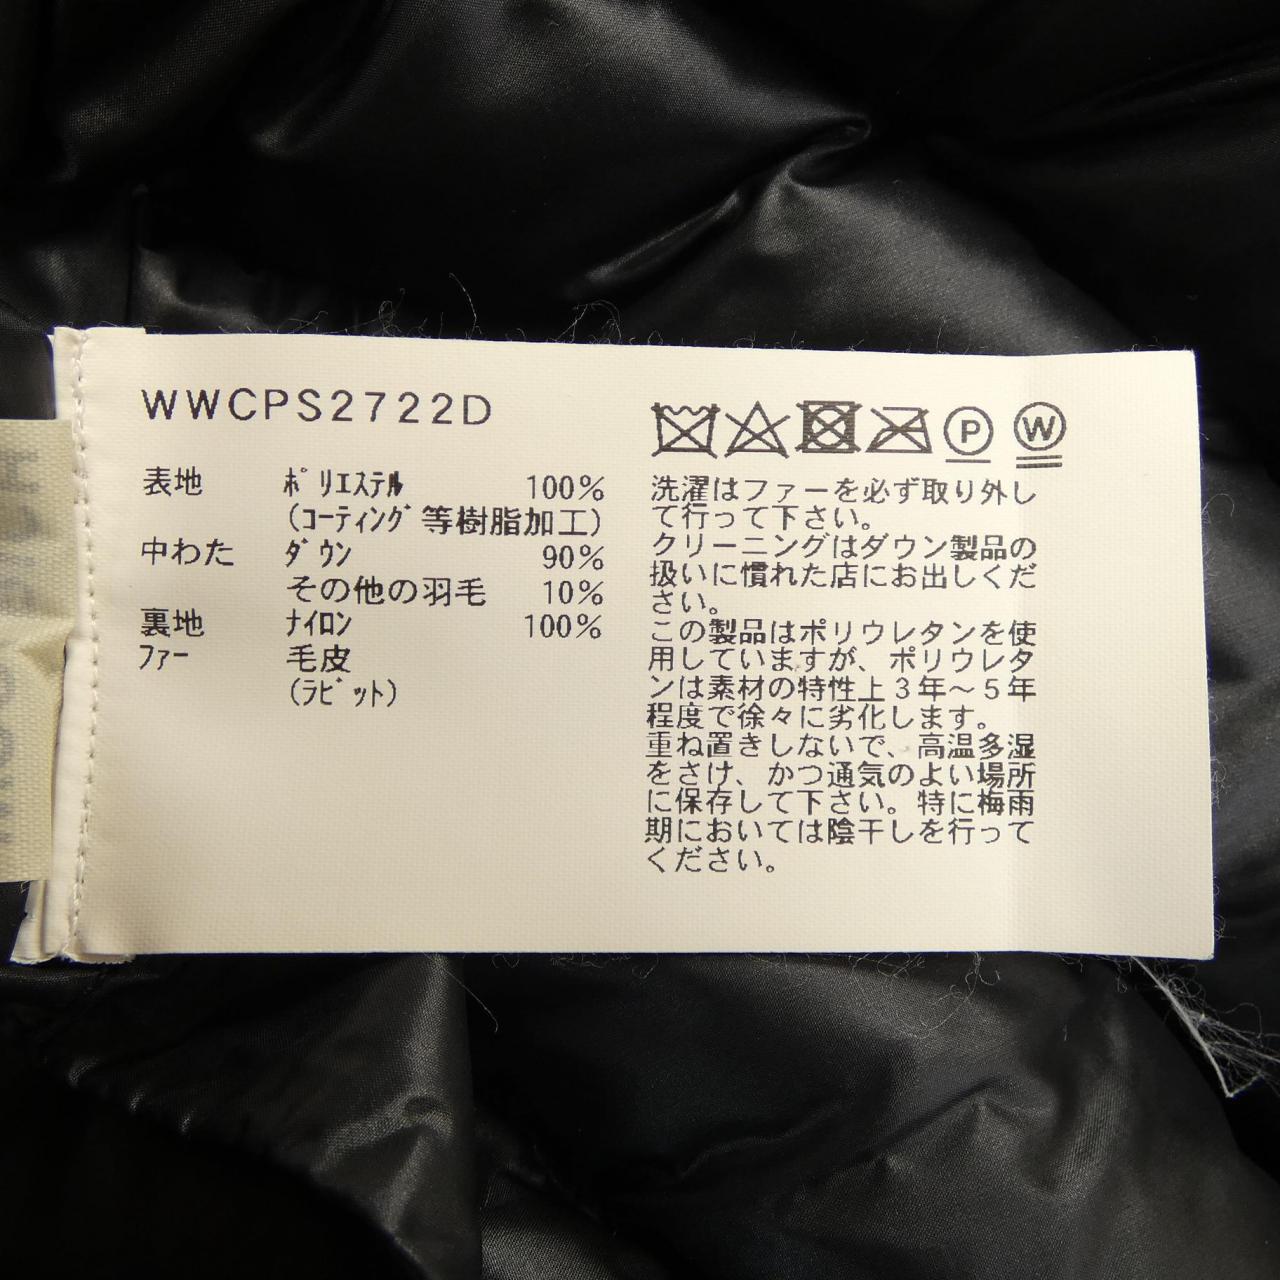 WWCPS2722D
表地 ﾎﾟﾘｴｽﾃﾙ 100%
(ｺｰﾃｨﾝｸﾞ等樹脂加工)
中わた ﾀﾞｳﾝ 90%
その他の羽毛 10%
裏地 ﾅｲﾛﾝ 100%
ﾌｧｰ 毛皮
(ﾗﾋﾞｯﾄ)
P W
洗濯はファーを必ず取り外し
て行って下さい。
クリーニングはダウン製品の
扱いに慣れた店にお出しくだ
さい。
この製品はポリウレタンを使
用していますが、ポリウレタ
ンは素材の特性上3年～5年
程度で徐々に劣化します。
重ね置きしないで、高温多湿
をさけ、かつ通気のよい場所
に保存して下さい。特に梅雨
期においては陰干しを行って
ください。